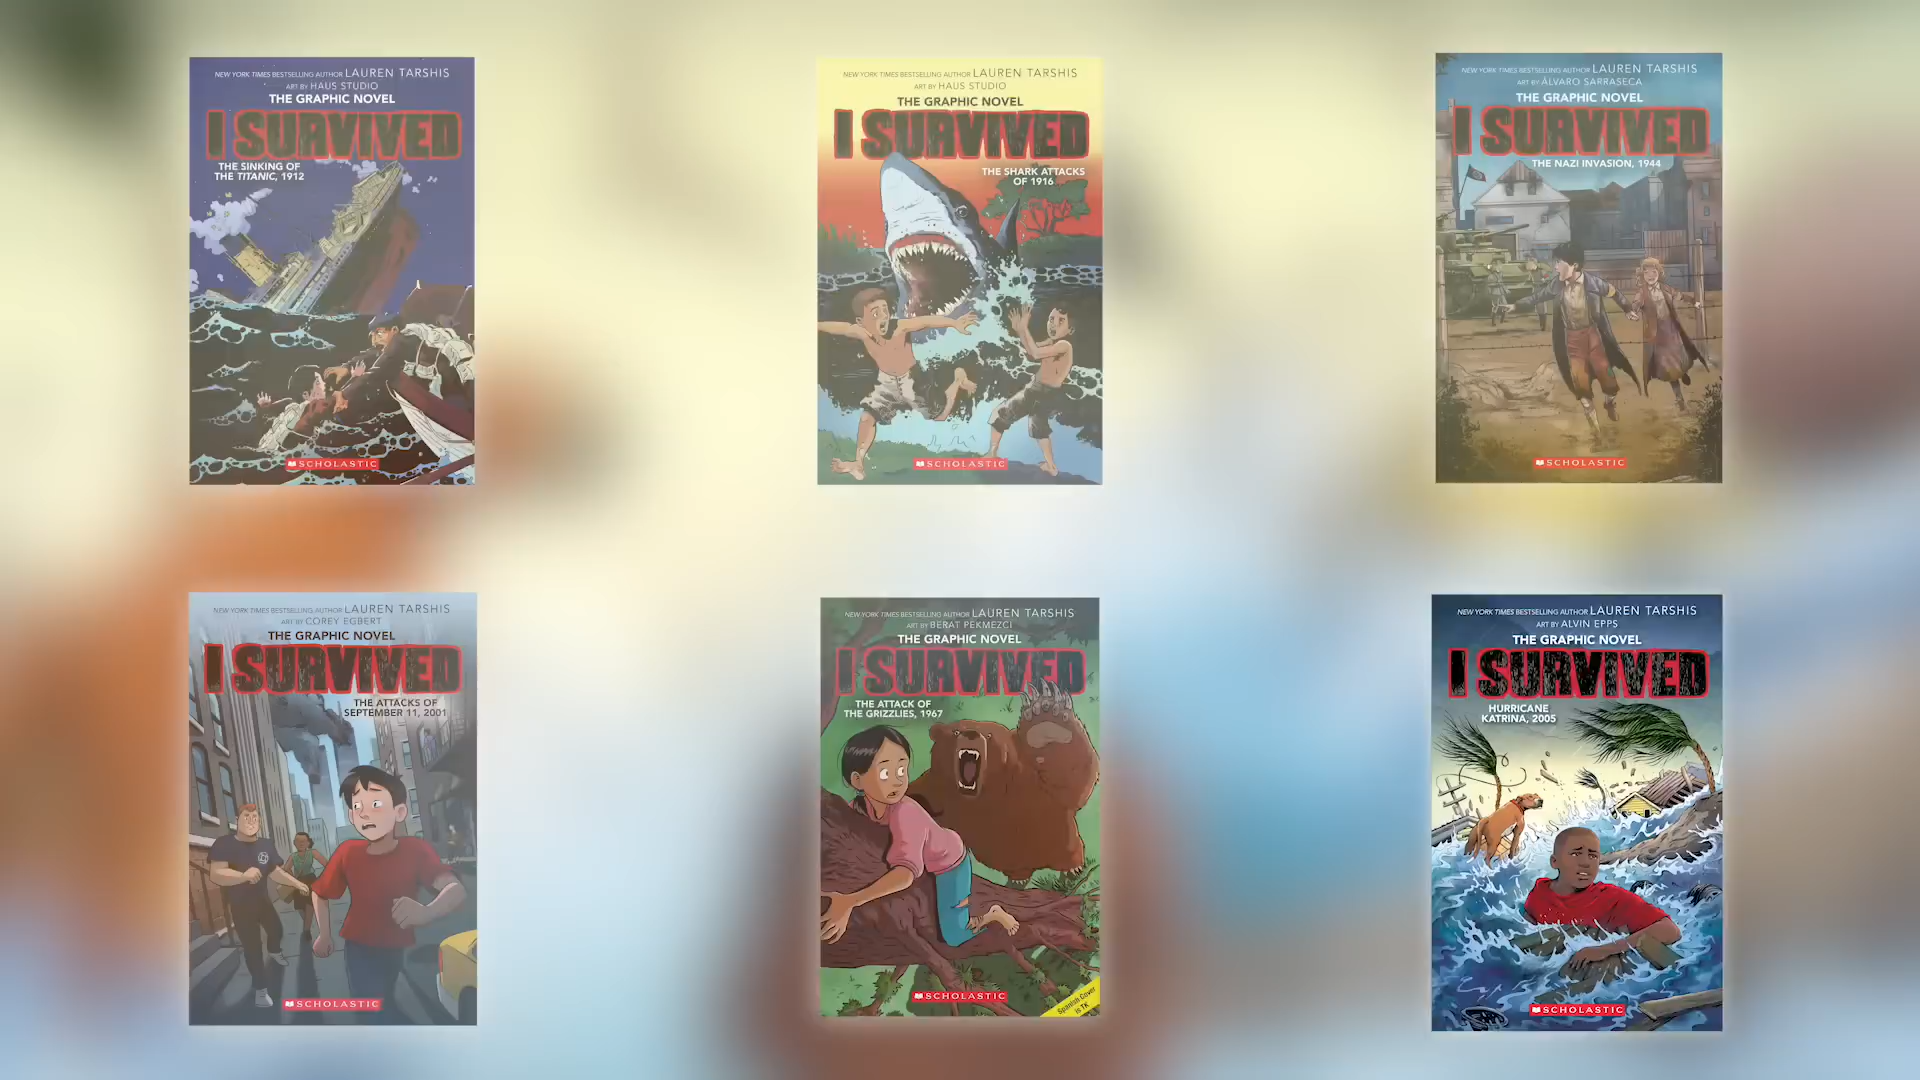 NEW YORK TIMES BESTSELLING AUTHOR LAUREN TARSHIS
ART BY HAUS STUDIO
THE GRAPHIC NOVEL
I SURVIVED
THE SINKING OF
THE TITANIC, 1912
SCHOLASTIC
NEW YORK TIMES BESTSELLING AUTHOR LAUREN TARSHIS
ART BY HAUS STUDIO
THE GRAPHIC NOVEL
I SURVIVED
THE SHARK ATTACKS
OF 1916
SCHOLASTIC
NEW YORK TIMES BESTSELLING AUTHOR LAUREN TARSHIS
ART BY ÁLVARO SARRASECA
THE GRAPHIC NOVEL
I SURVIVED
THE NAZI INVASION, 1944
SCHOLASTIC
NEW YORK TIMES BESTSELLING AUTHOR LAUREN TARSHIS
ART BY COREY EGBERT
THE GRAPHIC NOVEL
I SURVIVED
THE ATTACKS OF
SEPTEMBER 11, 2001
SCHOLASTIC
NEW YORK TIMES BESTSELLING AUTHOR LAUREN TARSHIS
ART BY BERAT PEKMEZCI
THE GRAPHIC NOVEL
I SURVIVED
THE ATTACK OF
THE GRIZZLIES, 1967
SCHOLASTIC
Spanish Cover
is TK
NEW YORK TIMES BESTSELLING AUTHOR LAUREN TARSHIS
ART BY ALVIN EPPS
THE GRAPHIC NOVEL
I SURVIVED
HURRICANE
KATRINA, 2005
SCHOLASTIC